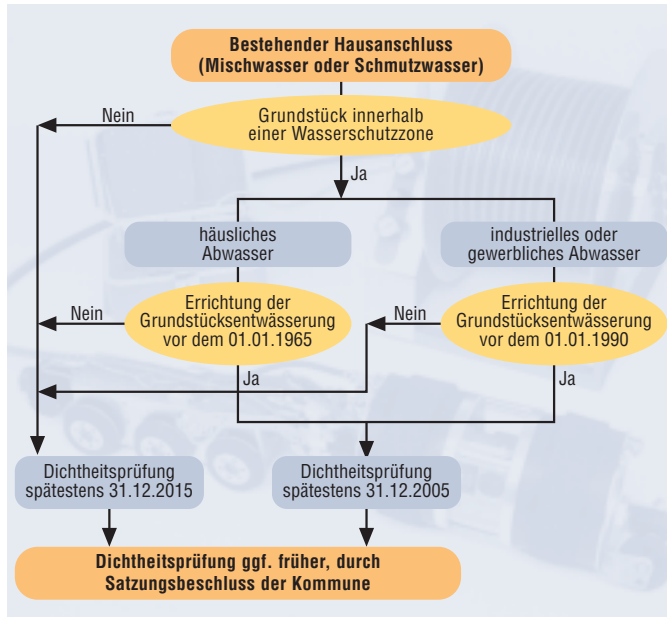 Bestehender Hausanschluss
(Mischwasser oder Schmutzwasser)
Nein
Grundstück innerhalb
einer Wasserschutzzone
Ja
häusliches
Abwasser
industrielles oder
gewerbliches Abwasser
Nein
Errichtung der
Grundstücksentwässerung
vor dem 01.01.1965
Nein
Errichtung der
Grundstücksentwässerung
vor dem 01.01.1990
Ja
Ja
Dichtheitsprüfung
spätestens 31.12.2015
Dichtheitsprüfung
spätestens 31.12.2005
Dichtheitsprüfung ggf. früher, durch
Satzungsbeschluss der Kommune